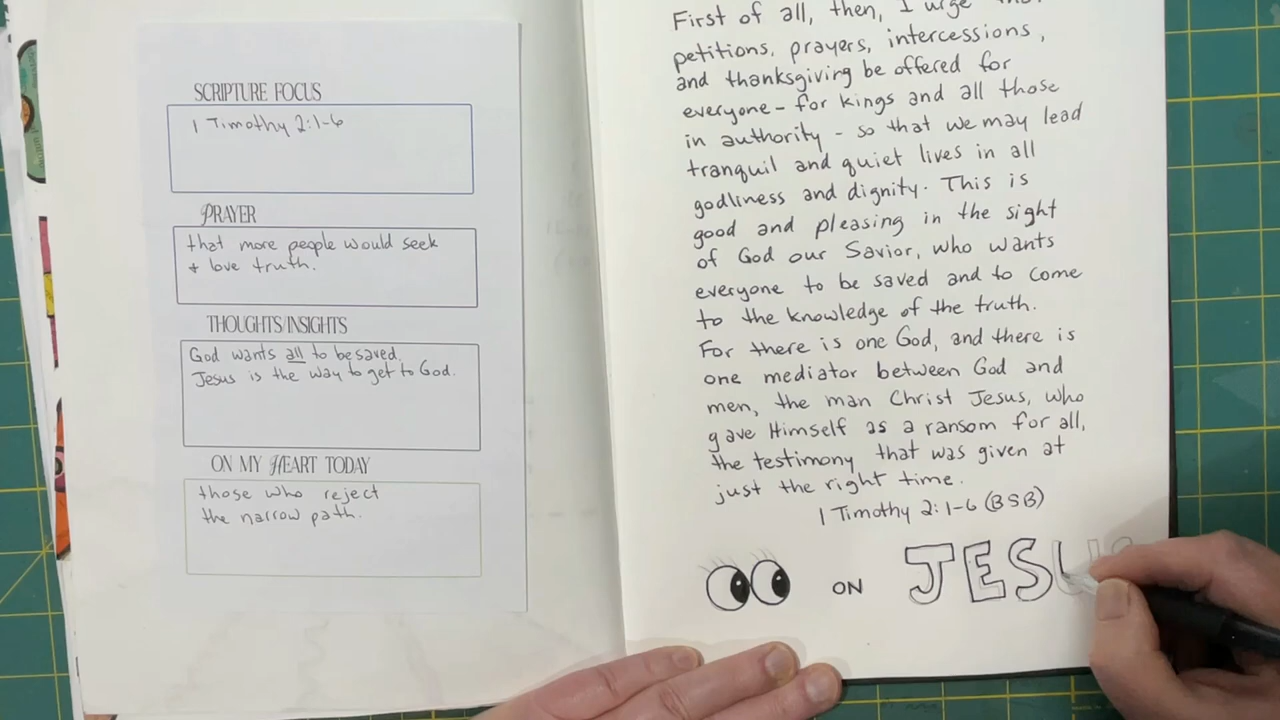 SCRIPTURE FOCUS
1 Timothy 2:1-6
PRAYER
that more people would seek
+ love truth.
THOUGHTS/INSIGHTS
God wants all to be saved.
Jesus is the way to get to God.
ON MY HEART TODAY
those who reject
the narrow path.
First of all, then, I urge that
petitions, prayers, intercessions,
and thanksgiving be offered for
everyone - for kings and all those
in authority - so that we may lead
tranquil and quiet lives in all
godliness and dignity. This is
good and pleasing in the sight
of God our Savior, who wants
everyone to be saved and to come
to the knowledge of the truth.
For there is one God, and there is
one mediator between God and
men, the man Christ Jesus, who
gave Himself as a ransom for all,
the testimony that was given at
just the right time.
1 Timothy 2:1-6 (BSB)
ON JESUS